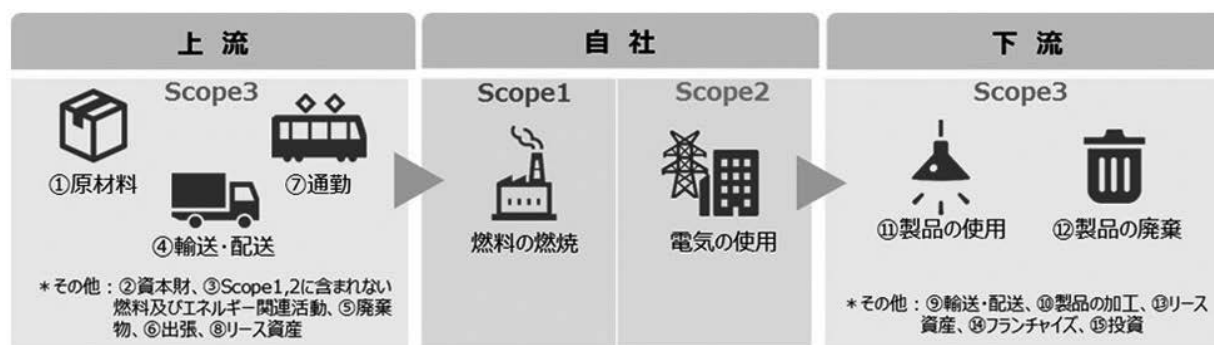 上流
自社
下流
Scope3
①原材料
⑦通勤
④輸送・配送
*その他:②資本財、③Scope1,2に含まれない
燃料及びエネルギー関連活動、⑤廃棄
物、⑥出張、⑧リース資産
Scope1
燃料の燃焼
Scope2
電気の使用
Scope3
⑪製品の使用
⑫製品の廃棄
*その他:⑨輸送・配送、⑩製品の加工、⑬リース
資産、⑭フランチャイズ、⑮投資